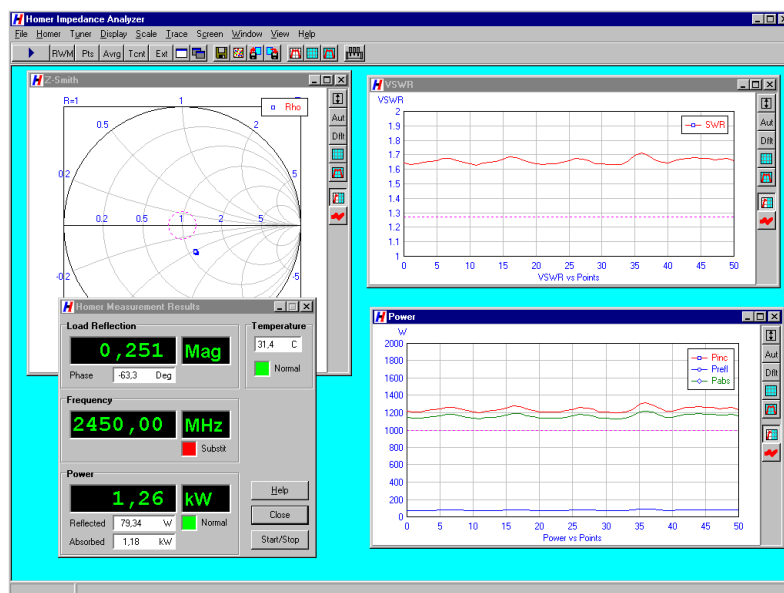 Homer Impedance Analyzer
File Homer Tuner Display Scale Trace Screen Window View Help
RWM Pts Avrg Tcnt Ext
Z-Smith
R=1 1 Rho
0.5 2
0.2 5
0.2 0.5 1 2 5
-0.2 -5
Aut
Dflt
VSWR
VSWR
2
1.9
1.8
1.7
1.6
1.5
1.4
1.3
1.2
1.1
1
SWR
0 5 10 15 20 25 30 35 40 45 50
VSWR vs Points
Aut
Dflt
Homer Measurement Results
Load Reflection
0,251 Mag
Phase -63,3 Deg
Temperature
31,4 C
Normal
Frequency
2450,00 MHz
Substit
Power
1,26 kW
Reflected 79,34 W Normal
Absorbed 1,18 kW
Help
Close
Start/Stop
Power
W
2000
1800
1600
1400
1200
1000
800
600
400
200
0
Pinc
Prefl
Pabs
0 5 10 15 20 25 30 35 40 45 50
Power vs Points
Aut
Dflt